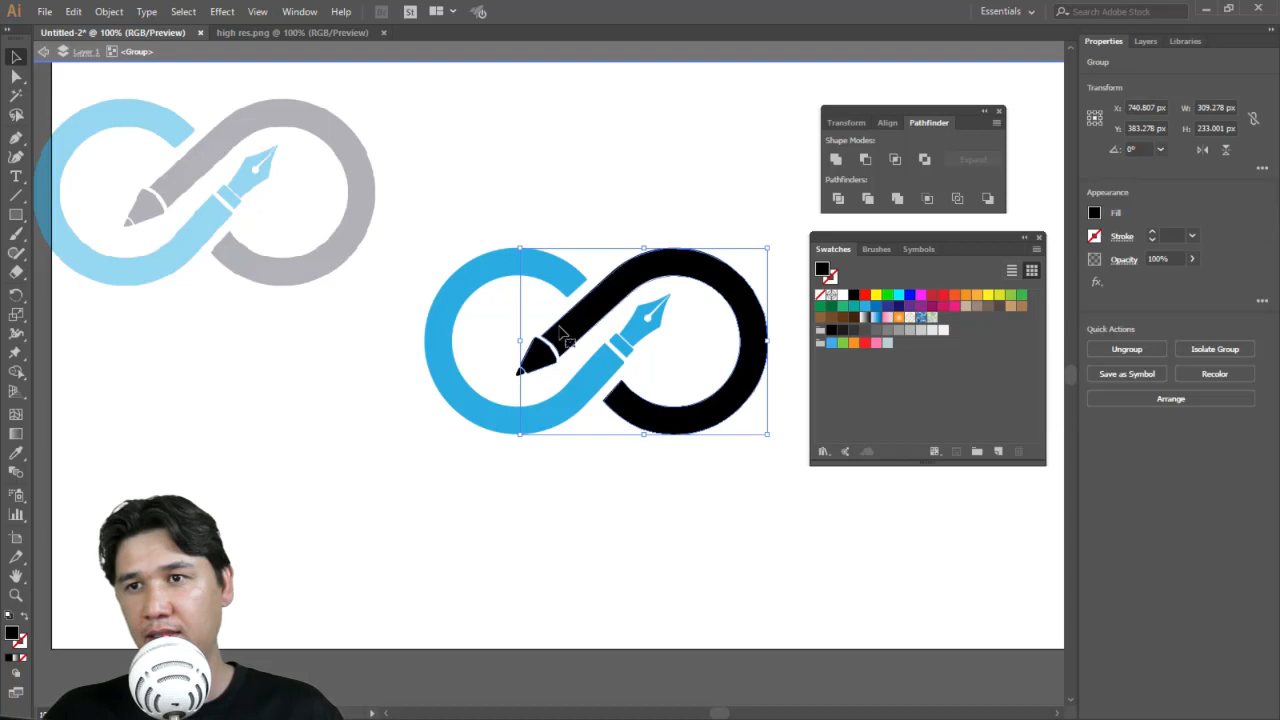 Ai File Edit Object Type Select Effect View Window Help Br St Essentials Search Adobe Stock
Untitled-2* @ 100% (RGB/Preview) × high res.png @ 100% (RGB/Preview) ×
Layer 1 <Group>
Properties Layers Libraries
Group
Transform
X: 740.807 px W: 309.278 px
Y: 383.278 px H: 233.001 px
0°
Appearance
Fill
Stroke
Opacity 100%
fx.
Quick Actions
Ungroup Isolate Group
Save as Symbol Recolor
Arrange
Transform Align Pathfinder
Shape Modes:
Expand
Pathfinders:
Swatches Brushes Symbols